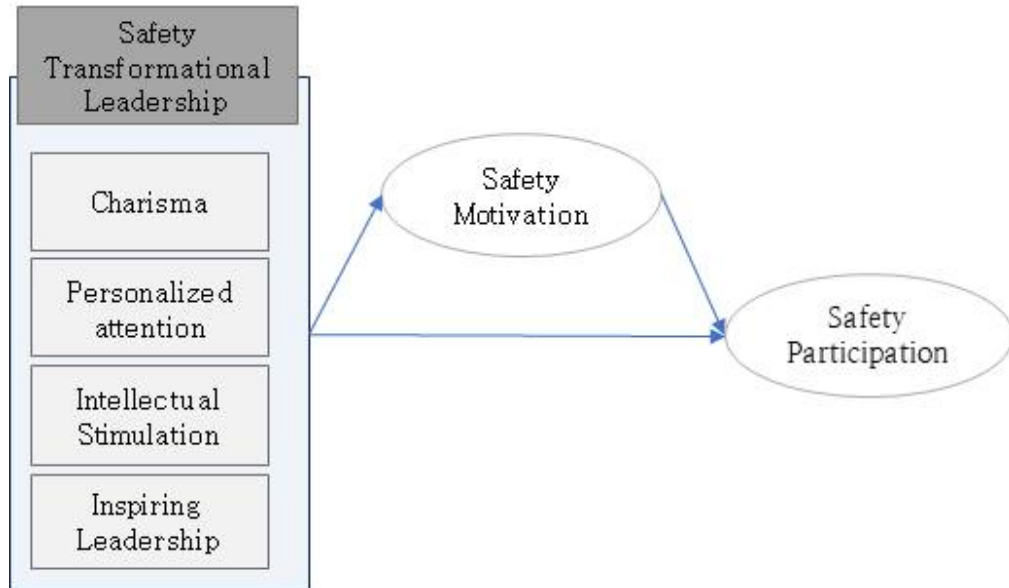 Safety
Transformational
Leadership
Charisma
Personalized
attention
Intellectual
Stimulation
Inspiring
Leadership
Safety
Motivation
Safety
Participation